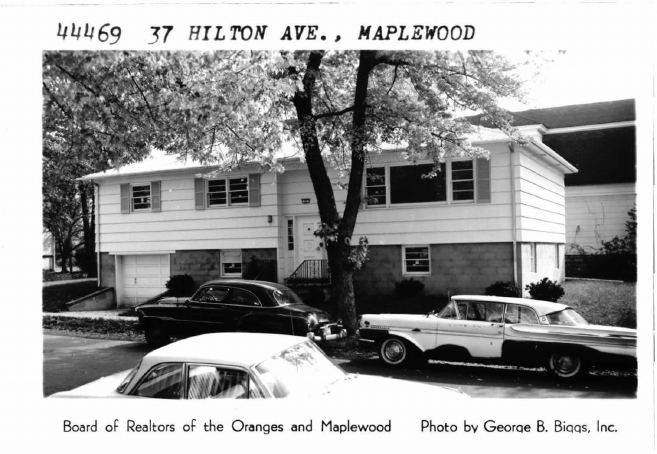 44469 37 HILTON AVE., MAPLEWOOD
Board of Realtors of the Oranges and Maplewood Photo by George B. Biggs, Inc.